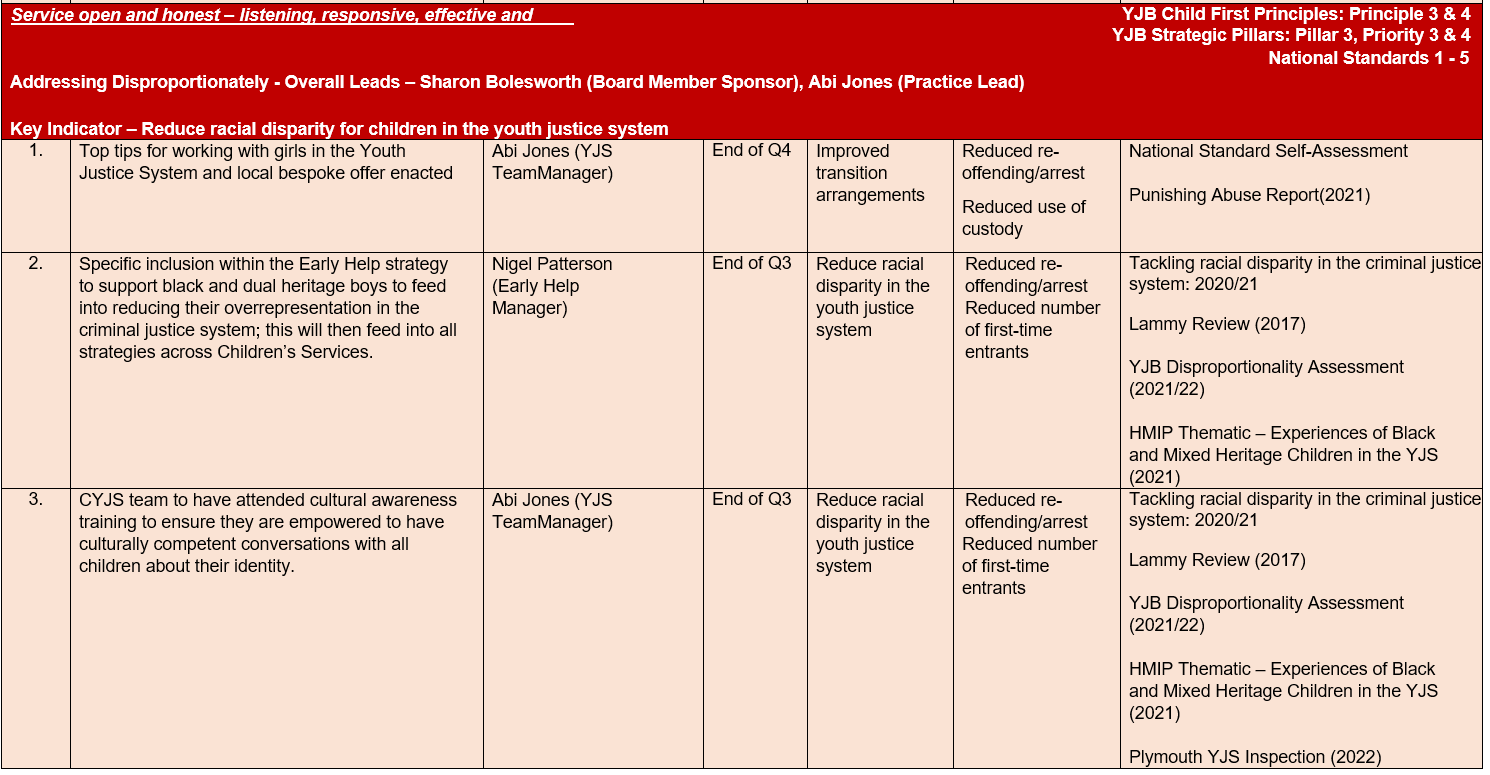 Service open and honest – listening, responsive, effective and
YJB Child First Principles: Principle 3 & 4
YJB Strategic Pillars: Pillar 3, Priority 3 & 4
National Standards 1 - 5
Addressing Disproportionately - Overall Leads – Sharon Bolesworth (Board Member Sponsor), Abi Jones (Practice Lead)
Key Indicator – Reduce racial disparity for children in the youth justice system
1.
Top tips for working with girls in the Youth
Justice System and local bespoke offer enacted
Abi Jones (YJS
TeamManager)
End of Q4
Improved
transition
arrangements
Reduced re-
offending/arrest
Reduced use of
custody
National Standard Self-Assessment
Punishing Abuse Report(2021)
2.
Specific inclusion within the Early Help strategy
to support black and dual heritage boys to feed
into reducing their overrepresentation in the
criminal justice system; this will then feed into all
strategies across Children’s Services.
Nigel Patterson
(Early Help
Manager)
End of Q3
Reduce racial
disparity in the
youth justice
system
Reduced re-
offending/arrest
Reduced number
of first-time
entrants
Tackling racial disparity in the criminal justice
system: 2020/21
Lammy Review (2017)
YJB Disproportionality Assessment
(2021/22)
HMIP Thematic – Experiences of Black
and Mixed Heritage Children in the YJS
(2021)
3.
CYJS team to have attended cultural awareness
training to ensure they are empowered to have
culturally competent conversations with all
children about their identity.
Abi Jones (YJS
TeamManager)
End of Q3
Reduce racial
disparity in the
youth justice
system
Reduced re-
offending/arrest
Reduced number
of first-time
entrants
Tackling racial disparity in the criminal justice
system: 2020/21
Lammy Review (2017)
YJB Disproportionality Assessment
(2021/22)
HMIP Thematic – Experiences of Black
and Mixed Heritage Children in the YJS
(2021)
Plymouth YJS Inspection (2022)